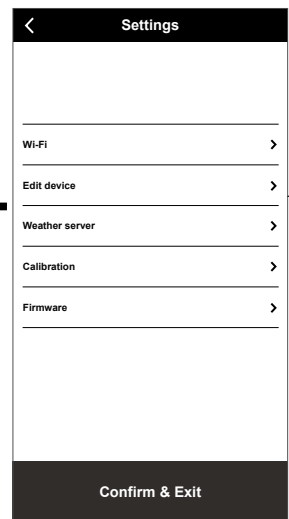 Settings
Wi-Fi
Edit device
Weather server
Calibration
Firmware
Confirm & Exit